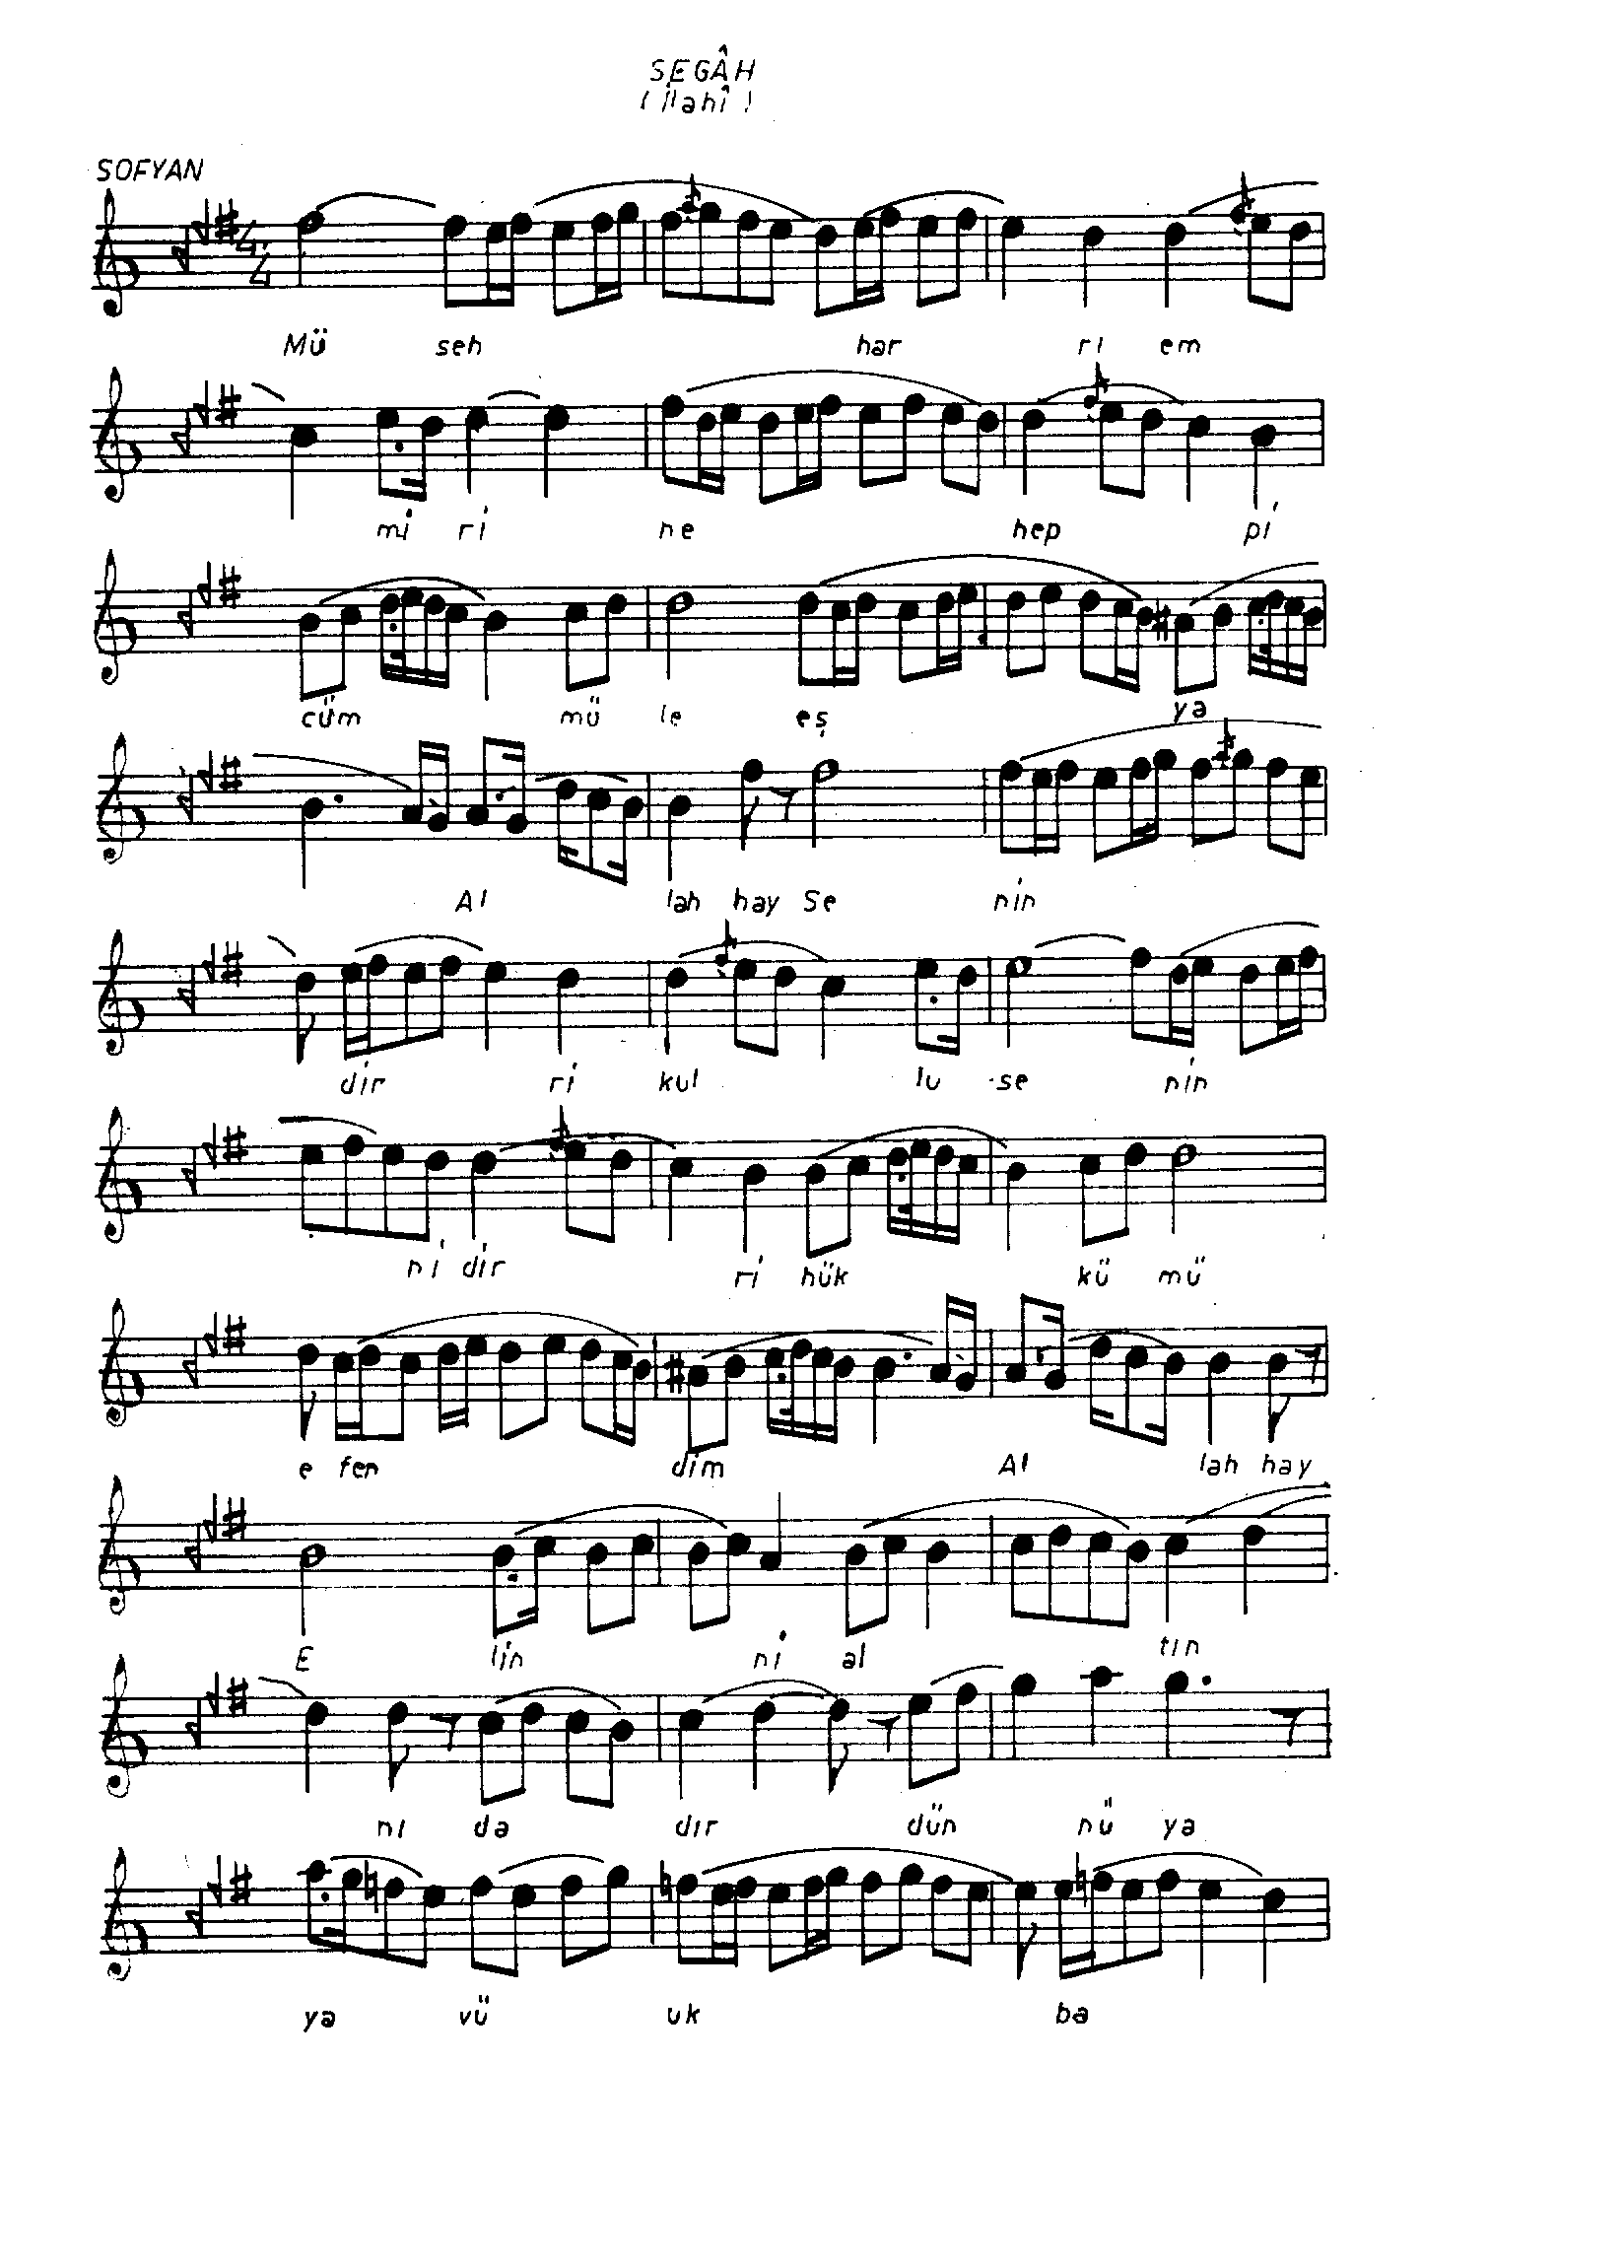 SEGÂH
(İlahî)
SOFYAN
4/4
Mü seh har ri em
mi ri ne hep pi
cüm mü le eş ya
Al lah hay Se nin
dir ri kul lu se nin
ni dir ri hük kü mü
e fen dim Al lah hay
E lin ni al tın
nı da dır dün nü ya
ya vü uk ba